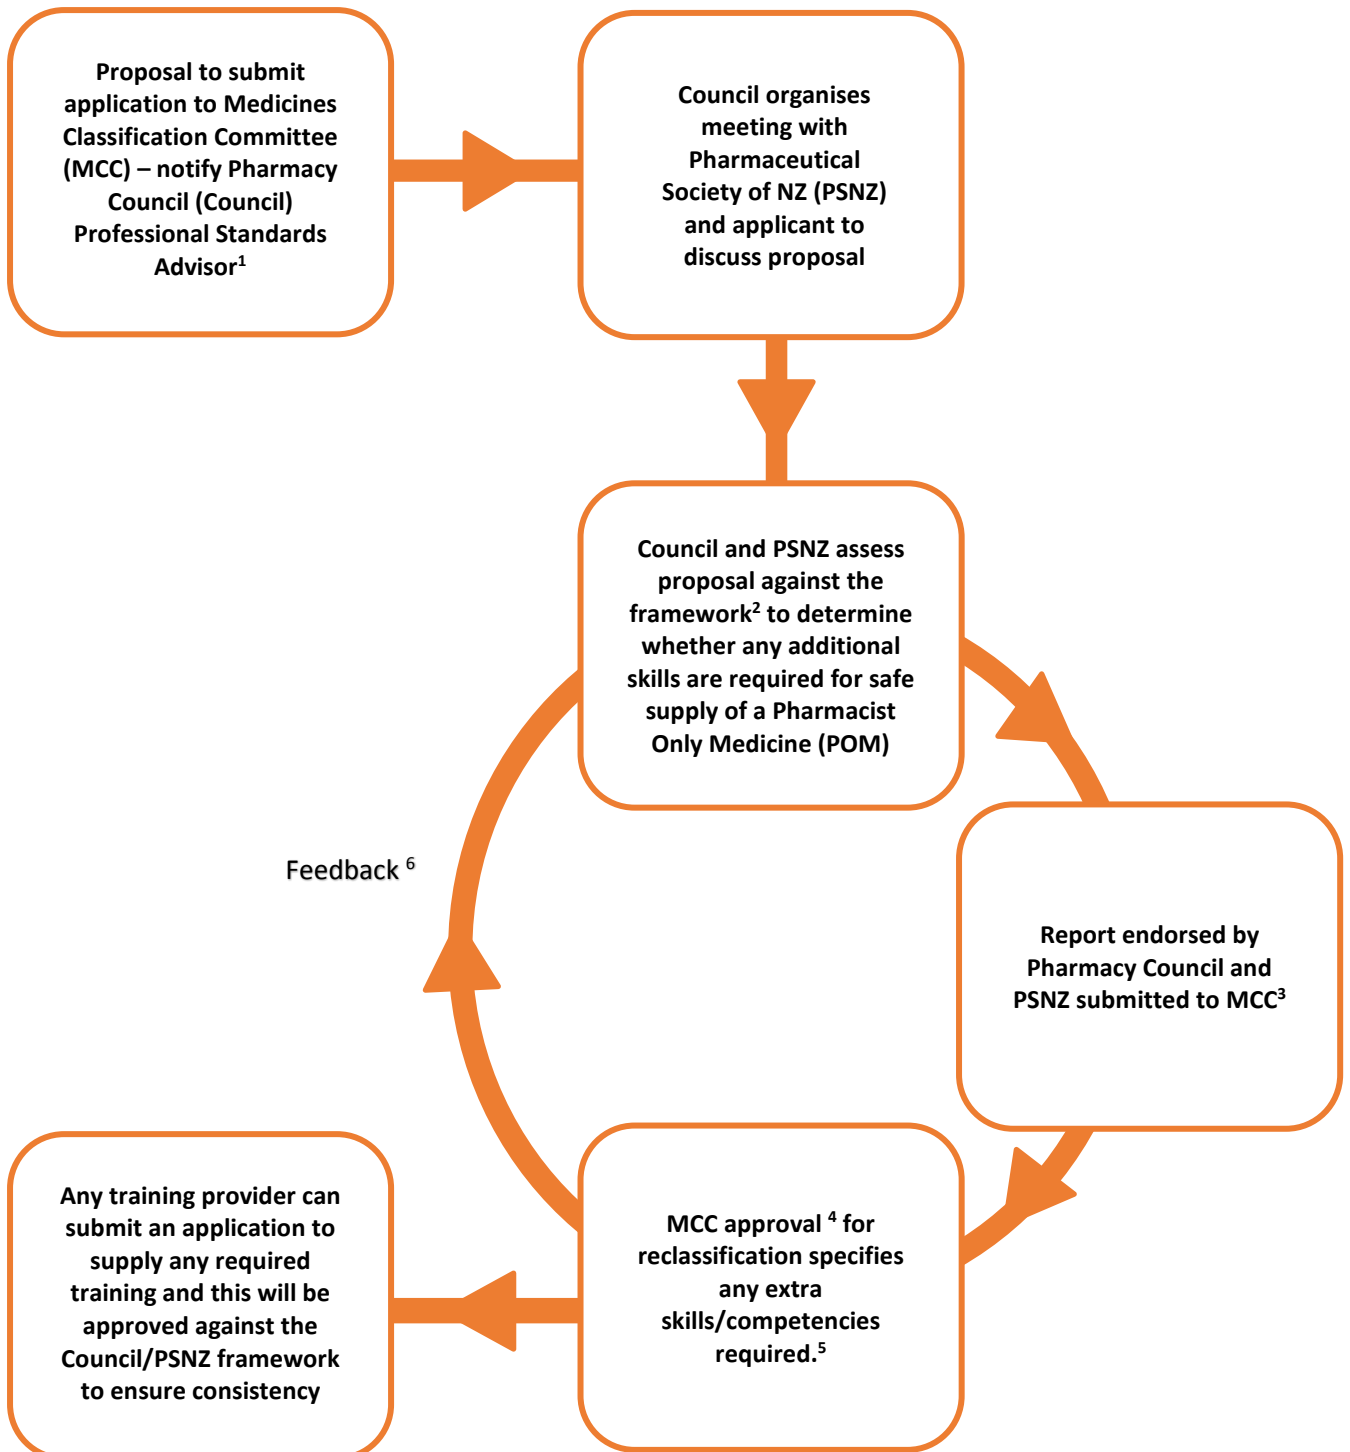 Proposal to submit
application to Medicines
Classification Committee
(MCC) – notify Pharmacy
Council (Council)
Professional Standards
Advisor¹
Council organises
meeting with
Pharmaceutical
Society of NZ (PSNZ)
and applicant to
discuss proposal
Council and PSNZ assess
proposal against the
framework² to determine
whether any additional
skills are required for safe
supply of a Pharmacist
Only Medicine (POM)
Feedback ⁶
Report endorsed by
Pharmacy Council and
PSNZ submitted to MCC³
MCC approval ⁴ for
reclassification specifies
any extra
skills/competencies
required.⁵
Any training provider can
submit an application to
supply any required
training and this will be
approved against the
Council/PSNZ framework
to ensure consistency